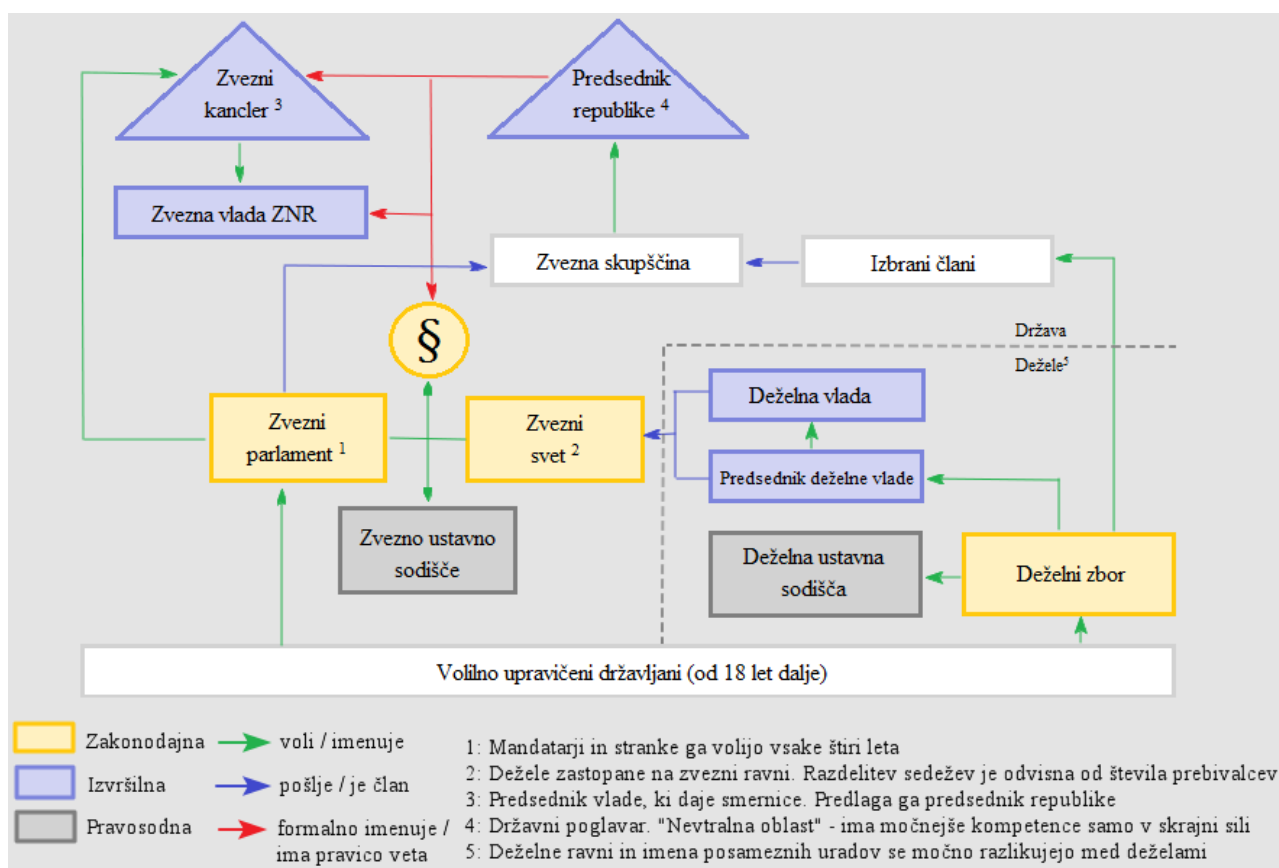 Zvezni
kancler 3
Predsednik
republike 4
Zvezna vlada ZNR
Zvezna skupščina
Izbrani člani
§
Država
Dežele5
Zvezni
parlament 1
Zvezni
svet 2
Deželna vlada
Predsednik deželne vlade
Zvezno ustavno
sodišče
Deželna ustavna
sodišča
Deželni zbor
Volilno upravičeni državljani (od 18 let dalje)
Zakonodajna
Izvršilna
Pravosodna
voli / imenuje
pošlje / je član
formalno imenuje /
ima pravico veta
1: Mandatarji in stranke ga volijo vsake štiri leta
2: Dežele zastopane na zvezni ravni. Razdelitev sedežev je odvisna od števila prebivalcev
3: Predsednik vlade, ki daje smernice. Predlaga ga predsednik republike
4: Državni poglavar. "Nevtralna oblast" - ima močnejše kompetence samo v skrajni sili
5: Deželne ravni in imena posameznih uradov se močno razlikujejo med deželami